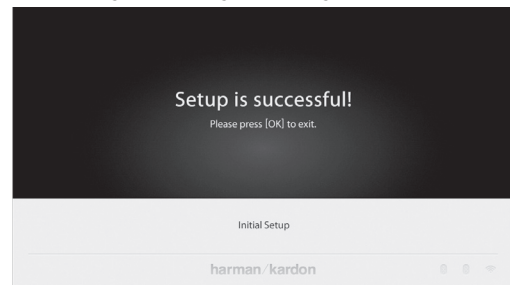 Setup is successful!
Please press [OK] to exit.
Initial Setup
harman/kardon